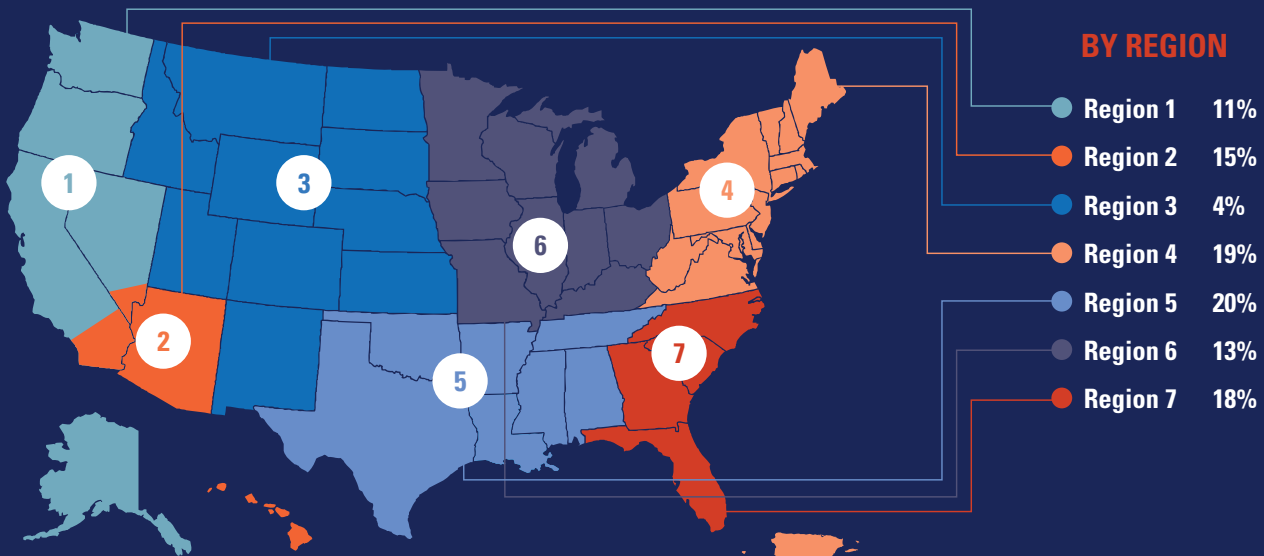 BY REGION
Region 1 11%
Region 2 15%
Region 3 4%
Region 4 19%
Region 5 20%
Region 6 13%
Region 7 18%
1
3
4
6
2
7
5